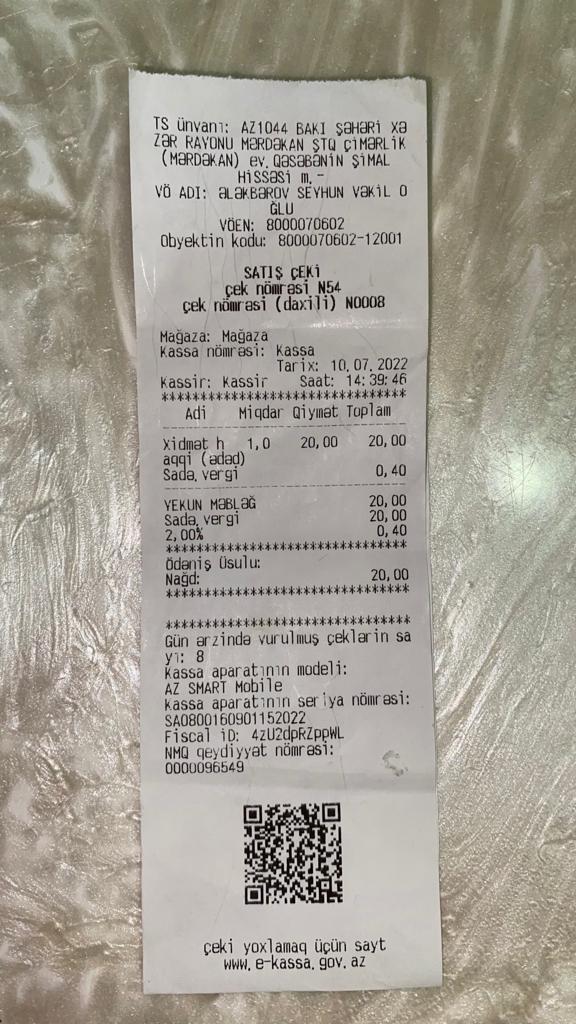 TS ünvanı: AZ1044 BAKI ŞəHəRİ Xə
ZəR RAYONU MəRDəKAN ŞTQ ÇİMəRLİK
(MəRDəKAN) ev. QəSəBəNİN ŞİMAL
HİSSəSİ m. -
VÖ ADI: əLəKBəROV SEYHUN VəKİL O
ĞLU
VÖEN: 8000070602
Obyektin kodu: 8000070602-12001
SATIŞ ÇEKİ
çek nömrəsi N54
çek nömrəsi (daxili) N0008
Mağaza: Mağaza
Kassa nömrəsi: Kassa
Tarix: 10.07.2022
Kassir: Kassir Saat: 14:39:46
********************************
Adi Miqdar Qiymət Toplam
Xidmət h 1,0 20,00 20,00
aqqi (ədəd)
Sadə, vergi 0,40
YEKUN MəBLəĞ 20,00
Sadə, vergi 20,00
2,00% 0,40
********************************
Ödəniş Üsulu:
Nağd: 20,00
********************************
********************************
Gün ərzində vurulmuş çeklərin sa
yı: 8
Kassa aparatının modeli:
AZ SMART Mobile
Kassa aparatının seriya nömrəsi:
SA0800160901152022
Fiscal iD: 4zU2dpRZppWL
NMQ qeydiyyat nömrəsi:
0000096549
çeki yoxlamaq üçün sayt
www.e-kassa.gov.az